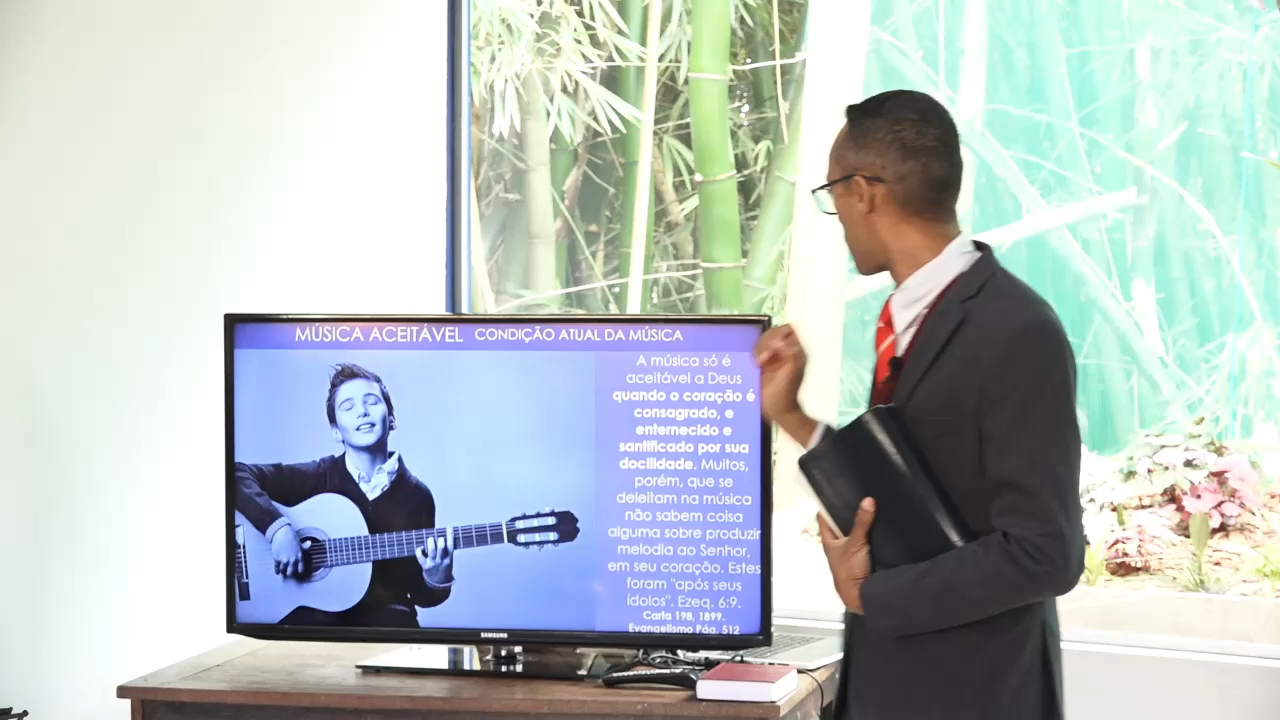 MÚSICA ACEITÁVEL CONDIÇÃO ATUAL DA MÚSICA
A música só é
aceitável a Deus
quando o coração é
consagrado, e
enternecido e
santificado por sua
docilidade. Muitos,
porém, que se
deleitam na música
não sabem coisa
alguma sobre produzir
melodia ao Senhor,
em seu coração. Estes
foram "após seus
ídolos". Ezeq. 6:9.
Carta 198, 1899.
Evangelismo Pág. 512
SAMSUNG